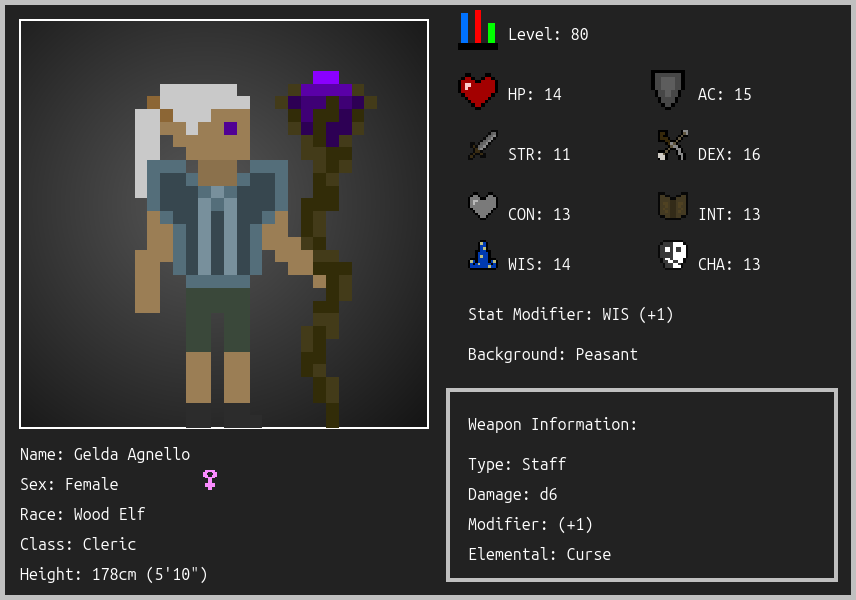 Level: 80
HP: 14
AC: 15
STR: 11
DEX: 16
CON: 13
INT: 13
WIS: 14
CHA: 13
Stat Modifier: WIS (+1)
Background: Peasant
Name: Gelda Agnello
Sex: Female
Race: Wood Elf
Class: Cleric
Height: 178cm (5'10")
Weapon Information:
Type: Staff
Damage: d6
Modifier: (+1)
Elemental: Curse